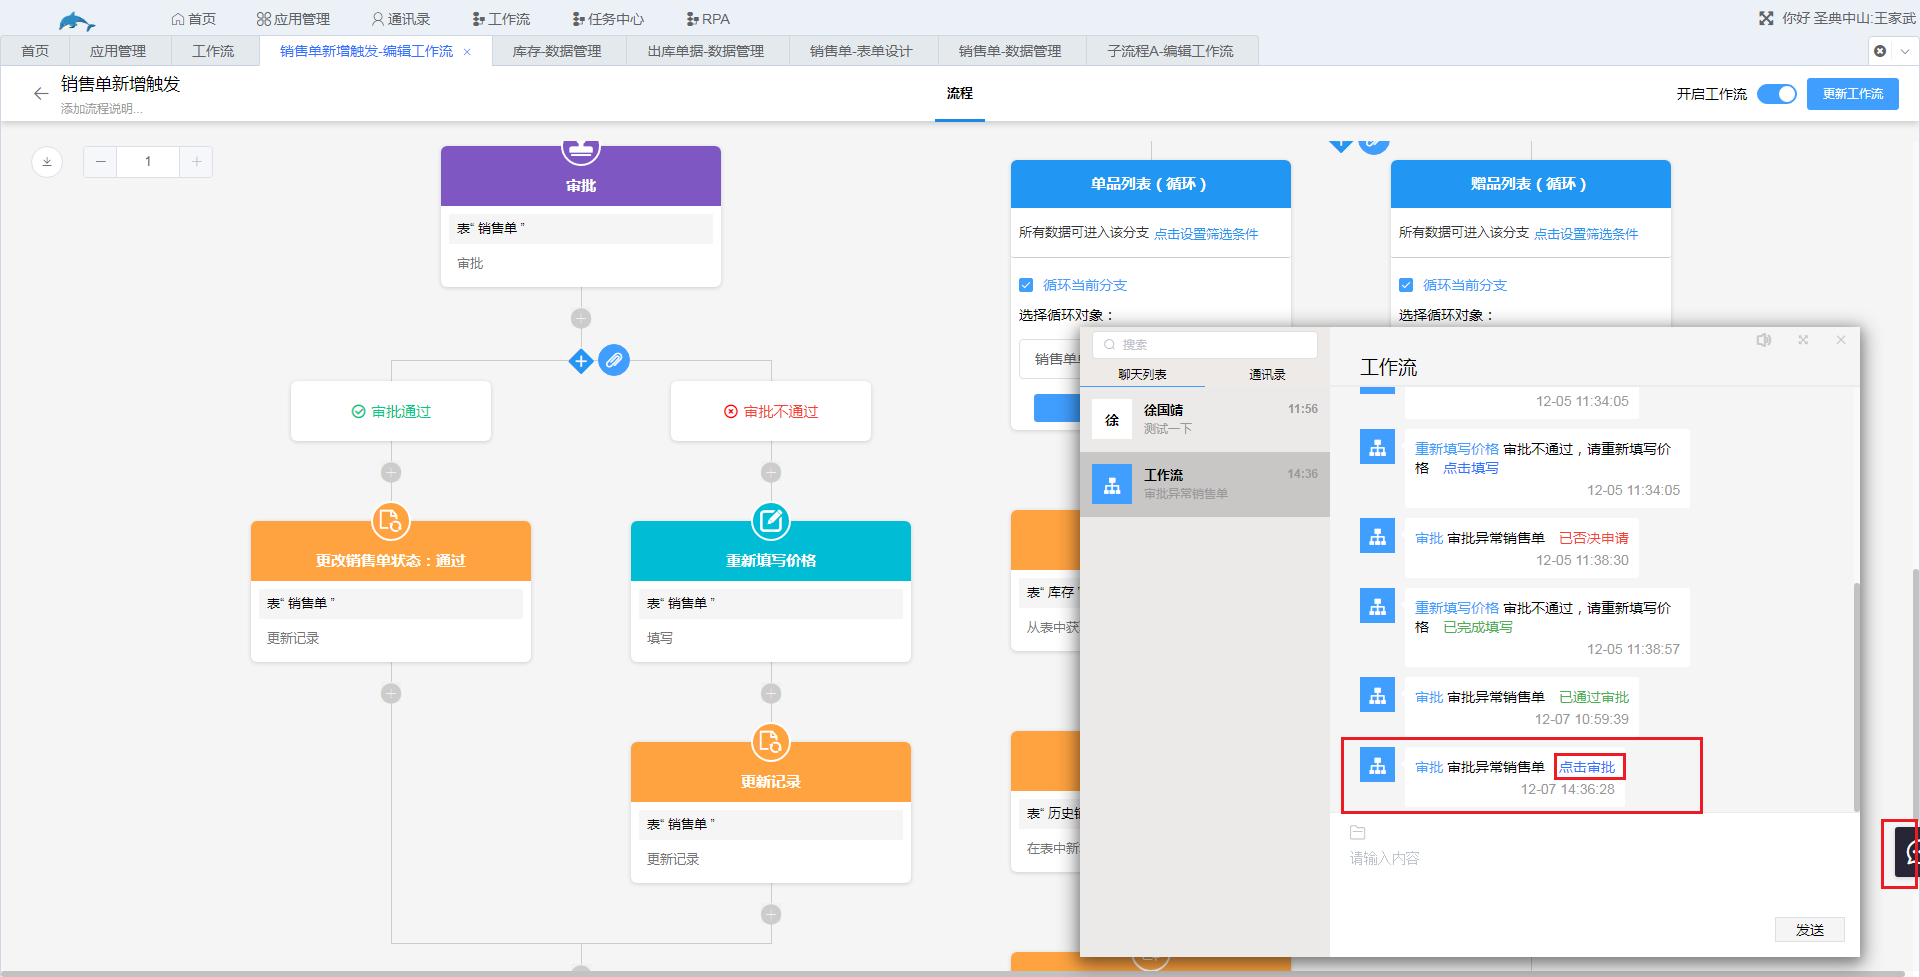 首页
应用管理
通讯录
工作流
任务中心
RPA
你好 圣典中山:王家武
首页
应用管理
工作流
销售单新增触发-编辑工作流
库存-数据管理
出库单据-数据管理
销售单-表单设计
销售单-数据管理
子流程A-编辑工作流
销售单新增触发
添加流程说明...
流程
开启工作流
更新工作流
1
审批
表“ 销售单 ”
审批
审批通过
审批不通过
更改销售单状态：通过
表“ 销售单 ”
更新记录
重新填写价格
表“ 销售单 ”
填写
更新记录
表“ 销售单 ”
更新记录
单品列表（循环）
所有数据可进入该分支 点击设置筛选条件
循环当前分支
选择循环对象：
销售单
赠品列表（循环）
所有数据可进入该分支 点击设置筛选条件
循环当前分支
选择循环对象：
表“ 库存
从表中获
表“ 历史
在表中新
搜索
聊天列表
通讯录
徐
徐国婧
11:56
测试一下
工作流
14:36
审批异常销售单
工作流
12-05 11:34:05
重新填写价格 审批不通过，请重新填写价
格 点击填写
12-05 11:34:05
审批 审批异常销售单 已否决申请
12-05 11:38:30
重新填写价格 审批不通过，请重新填写价
格 已完成填写
12-05 11:38:57
审批 审批异常销售单 已通过审批
12-07 10:59:39
审批 审批异常销售单 点击审批
12-07 14:36:28
请输入内容
发送